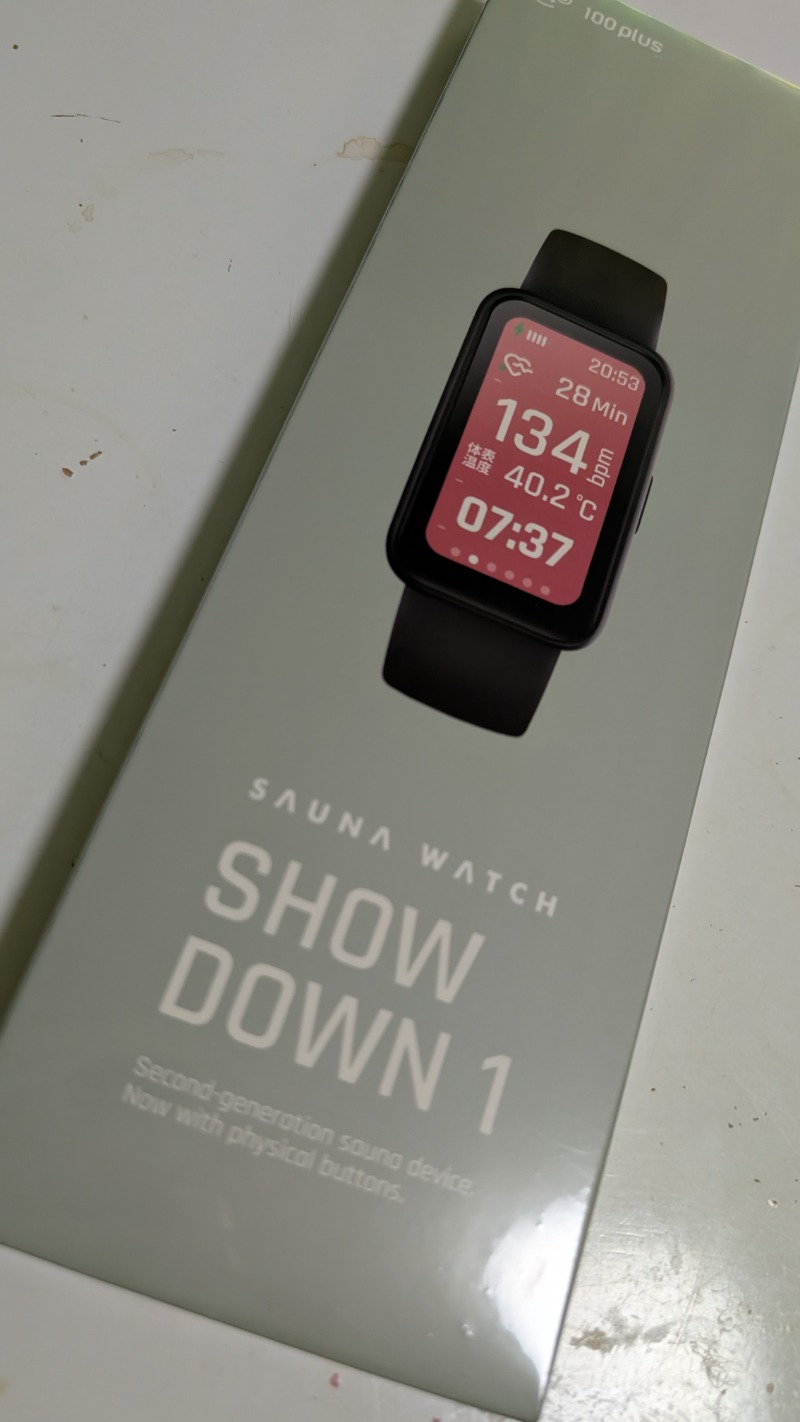 100 plus
20:53
28 Min
134 bpm
体表
温度
40.2 °C
07:37
SAUNA WATCH
SHOW
DOWN 1
Second-generation sauna device.
Now with physical buttons.